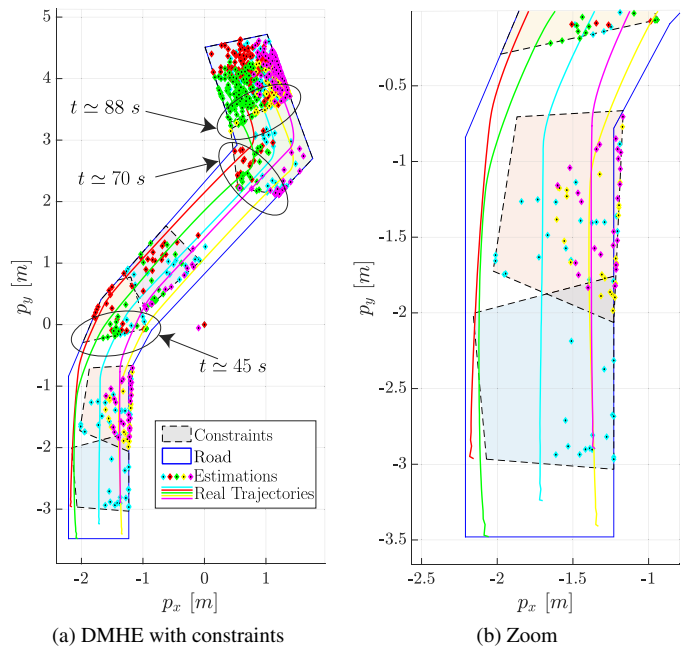 5
4
3
2
1
0
-1
-2
-3
p_y [m]
-2
-1
0
1
p_x [m]
t ≃ 88 s
t ≃ 70 s
t ≃ 45 s
Constraints
Road
Estimations
Real Trajectories
(a) DMHE with constraints
-0.5
-1
-1.5
-2
-2.5
-3
-3.5
p_y [m]
-2.5
-2
-1.5
-1
p_x [m]
(b) Zoom